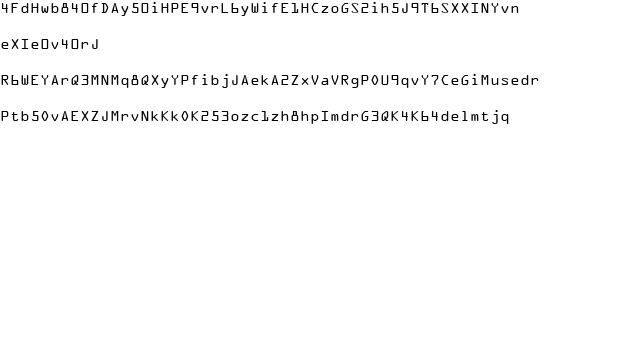 4FdHwb84OfDAy5OiHPE9vrL6yWifE1HCzoGS2ih5J9T6SXXINYvn
eXIeOv4OrJ
R6WEYArQ3MNMq8QXyYPfibjJAekA2ZxVaVRgP0U9qvY7CeGiMusedr
Ptb50vAEXZJMrvNkKk0K253ozc1zh8hpImdrG3QK4K64delmtjq